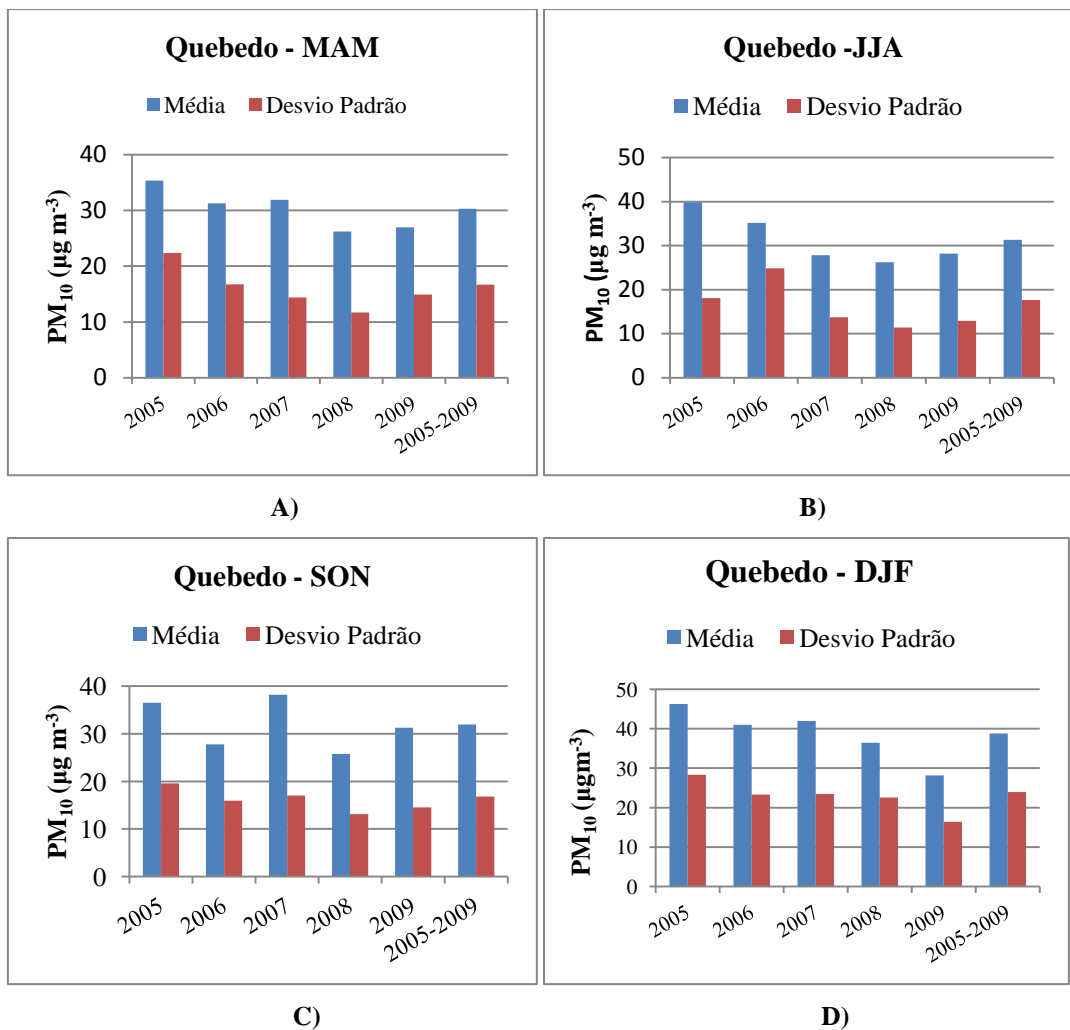 Quebedo - MAM
Média Desvio Padrão
PM10 (µg m-3)
40
30
20
10
0
2005 2006 2007 2008 2009 2005-2009
A)
Quebedo -JJA
Média Desvio Padrão
PM10 (µg m-3)
50
40
30
20
10
0
2005 2006 2007 2008 2009 2005-2009
B)
Quebedo - SON
Média Desvio Padrão
PM10 (µg m-3)
40
30
20
10
0
2005 2006 2007 2008 2009 2005-2009
C)
Quebedo - DJF
Média Desvio Padrão
PM10 (µgm-3)
50
40
30
20
10
0
2005 2006 2007 2008 2009 2005-2009
D)